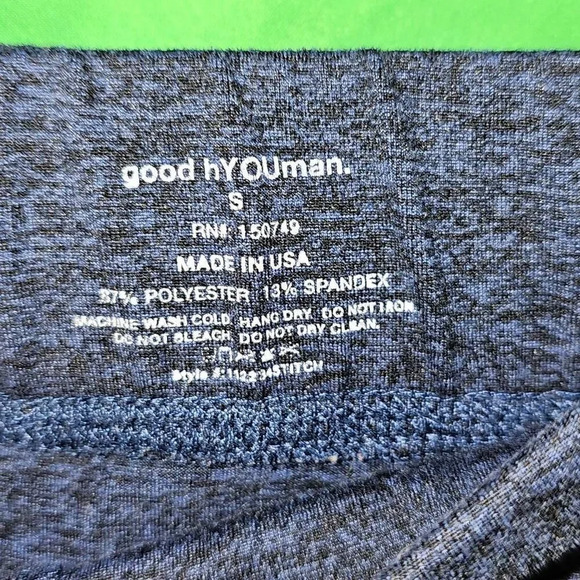 good hYOUman.
S
RN#: 150749
MADE IN USA
87% POLYESTER 13% SPANDEX
MACHINE WASH COLD. HANG DRY. DO NOT IRON.
DO NOT BLEACH. DO NOT DRY CLEAN.
Style #: